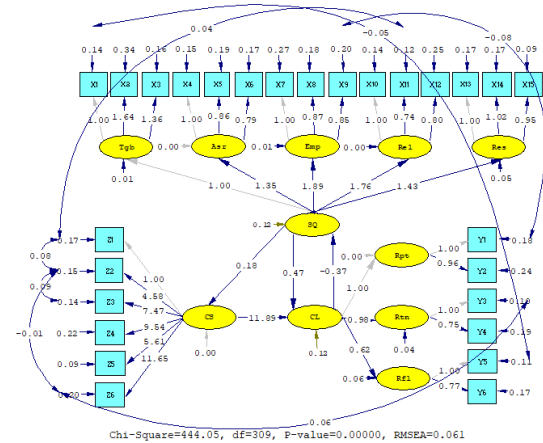 0.04 -0.05 -0.08
0.14 0.34 0.16 0.15 0.19 0.17 0.27 0.18 0.20 0.14 0.12 0.25 0.17 0.17 0.09
X1 X2 X3 X4 X5 X6 X7 X8 X9 X10 X11 X12 X13 X14 X15
1.00 1.64 1.36 1.00 0.86 0.79 1.00 0.87 0.85 1.00 0.74 0.80 1.00 1.02 0.95
Tgb 0.00 Asr 0.01 Emp 0.00 Rel Res
0.01 0.05
1.00 1.35 1.89 1.76 1.43
0.12 SQ
0.17 Z1 Y1 0.18
0.08 1.00
0.15 Z2 0.18 0.47 -0.37 0.00 Rpt 0.96 Y2 0.24
0.09 1.00 1.00
0.14 Z3 4.58 Y3
7.47 1.00
-0.01 0.22 Z4 9.54 CS 11.89 CL 0.98 Rtn 0.75 Y4 0.19
5.61
11.65 0.00 0.12 0.62 0.04 1.00
0.09 Z5 Y5 0.11
0.06 Rfl 0.77
0.20 Z6 Y6 0.17
0.06
Chi-Square=444.05, df=309, P-value=0.00000, RMSEA=0.061